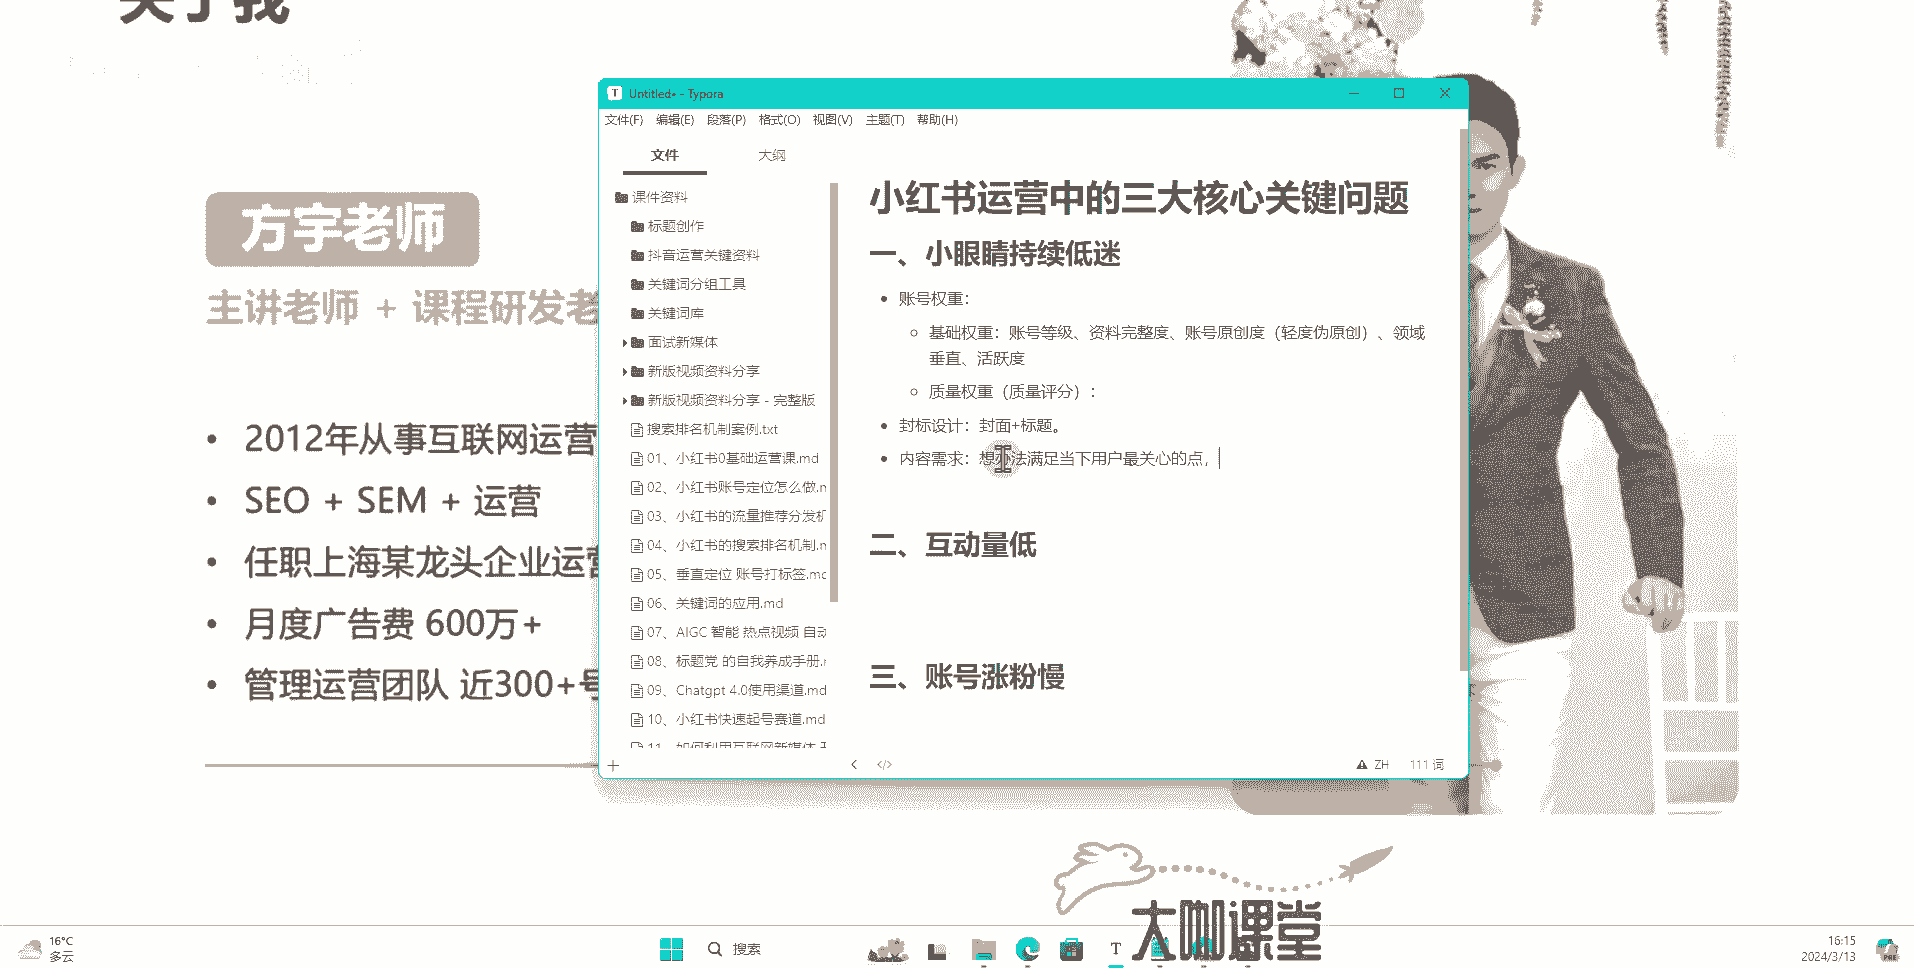 关于我
方宇老师
主讲老师 + 课程研发老
2012年从事互联网运营
SEO + SEM + 运营
任职上海某龙头企业运营
月度广告费 600万+
管理运营团队 近300+号
Untitled• - Typora
文件(F) 编辑(E) 段落(P) 格式(O) 视图(V) 主题(T) 帮助(H)
文件 大纲
课件资料
标题创作
抖音运营关键资料
关键词分组工具
关键词库
面试新媒体
新版视频资料分享
新版视频资料分享 - 完整版
搜索排名机制案例.txt
01、小红书0基础运营课.md
02、小红书账号定位怎么做.m
03、小红书的流量推荐分发机
04、小红书的搜索排名机制.m
05、垂直定位 账号打标签.md
06、关键词的应用.md
07、AIGC 智能 热点视频 自动
08、标题党 的自我养成手册.
09、Chatgpt 4.0使用渠道.md
10、小红书快速起号赛道.md
11、如何利用互联网新媒体
小红书运营中的三大核心关键问题
一、小眼睛持续低迷
账号权重：
基础权重：账号等级、资料完整度、账号原创度（轻度伪原创）、领域
垂直、活跃度
质量权重（质量评分）：
封标设计：封面+标题。
内容需求：想办法满足当下用户最关心的点，
二、互动量低
三、账号涨粉慢
ZH 111 词
大咖课堂
16°C
多云
搜索
16:15
2024/3/13